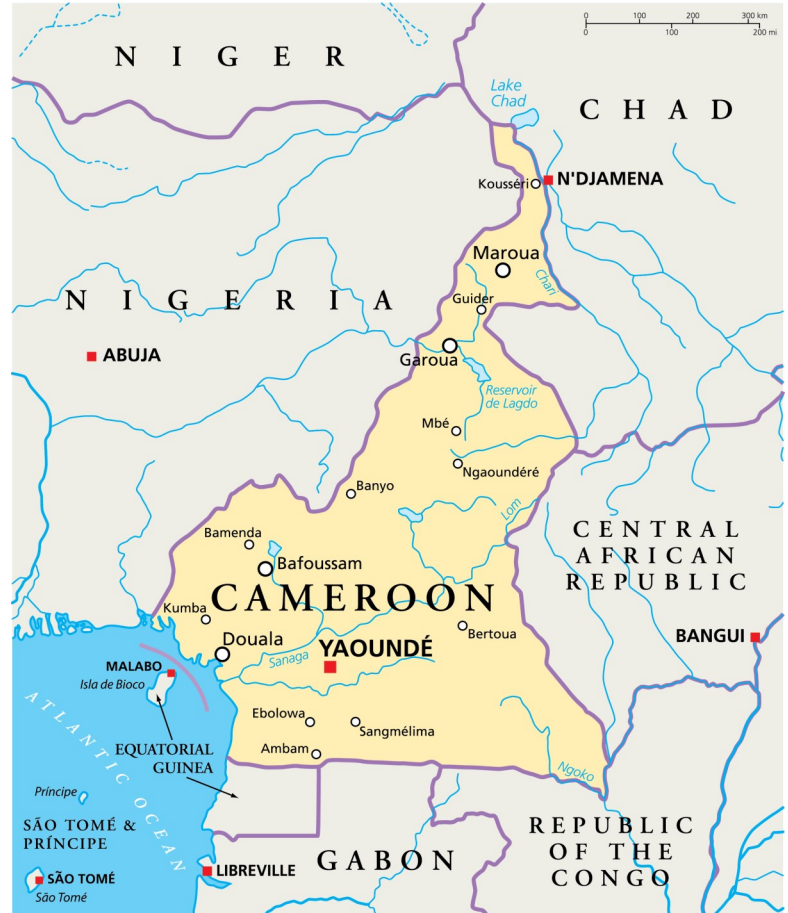 0 100 200 300 km
0 100 200 mi
NIGER
Lake
Chad
CHAD
Kousséri
N'DJAMENA
Maroua
Chari
NIGERIA
Guider
ABUJA
Garoua
Reservoir
de Lagdo
Mbé
Ngaoundéré
Banyo
Lom
CENTRAL
AFRICAN
REPUBLIC
Bamenda
Bafoussam
CAMEROON
Kumba
Bertoua
BANGUI
Douala
YAOUNDÉ
Sanaga
MALABO
Isla de Bioco
ATLANTIC OCEAN
Ebolowa
Sangmélima
EQUATORIAL
GUINEA
Ambam
Ngoko
Príncipe
SÃO TOMÉ &
PRÍNCIPE
REPUBLIC
OF THE
CONGO
GABON
LIBREVILLE
SÃO TOMÉ
São Tomé